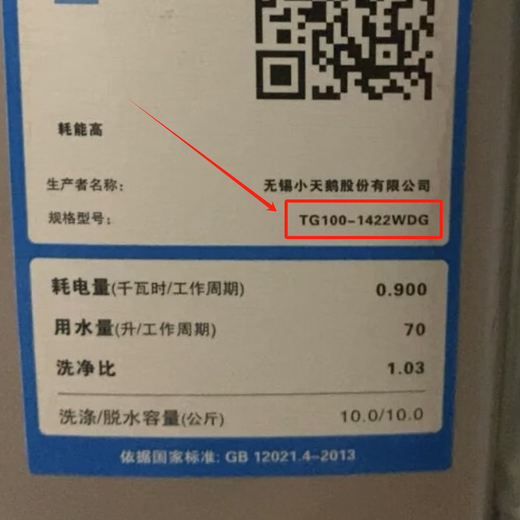 耗能高
生产者名称: 无锡小天鹅股份有限公司
规格型号: TG100-1422WDG
耗电量(千瓦时/工作周期) 0.900
用水量(升/工作周期) 70
洗净比 1.03
洗涤/脱水容量(公斤) 10.0/10.0
依据国家标准: GB 12021.4-2013